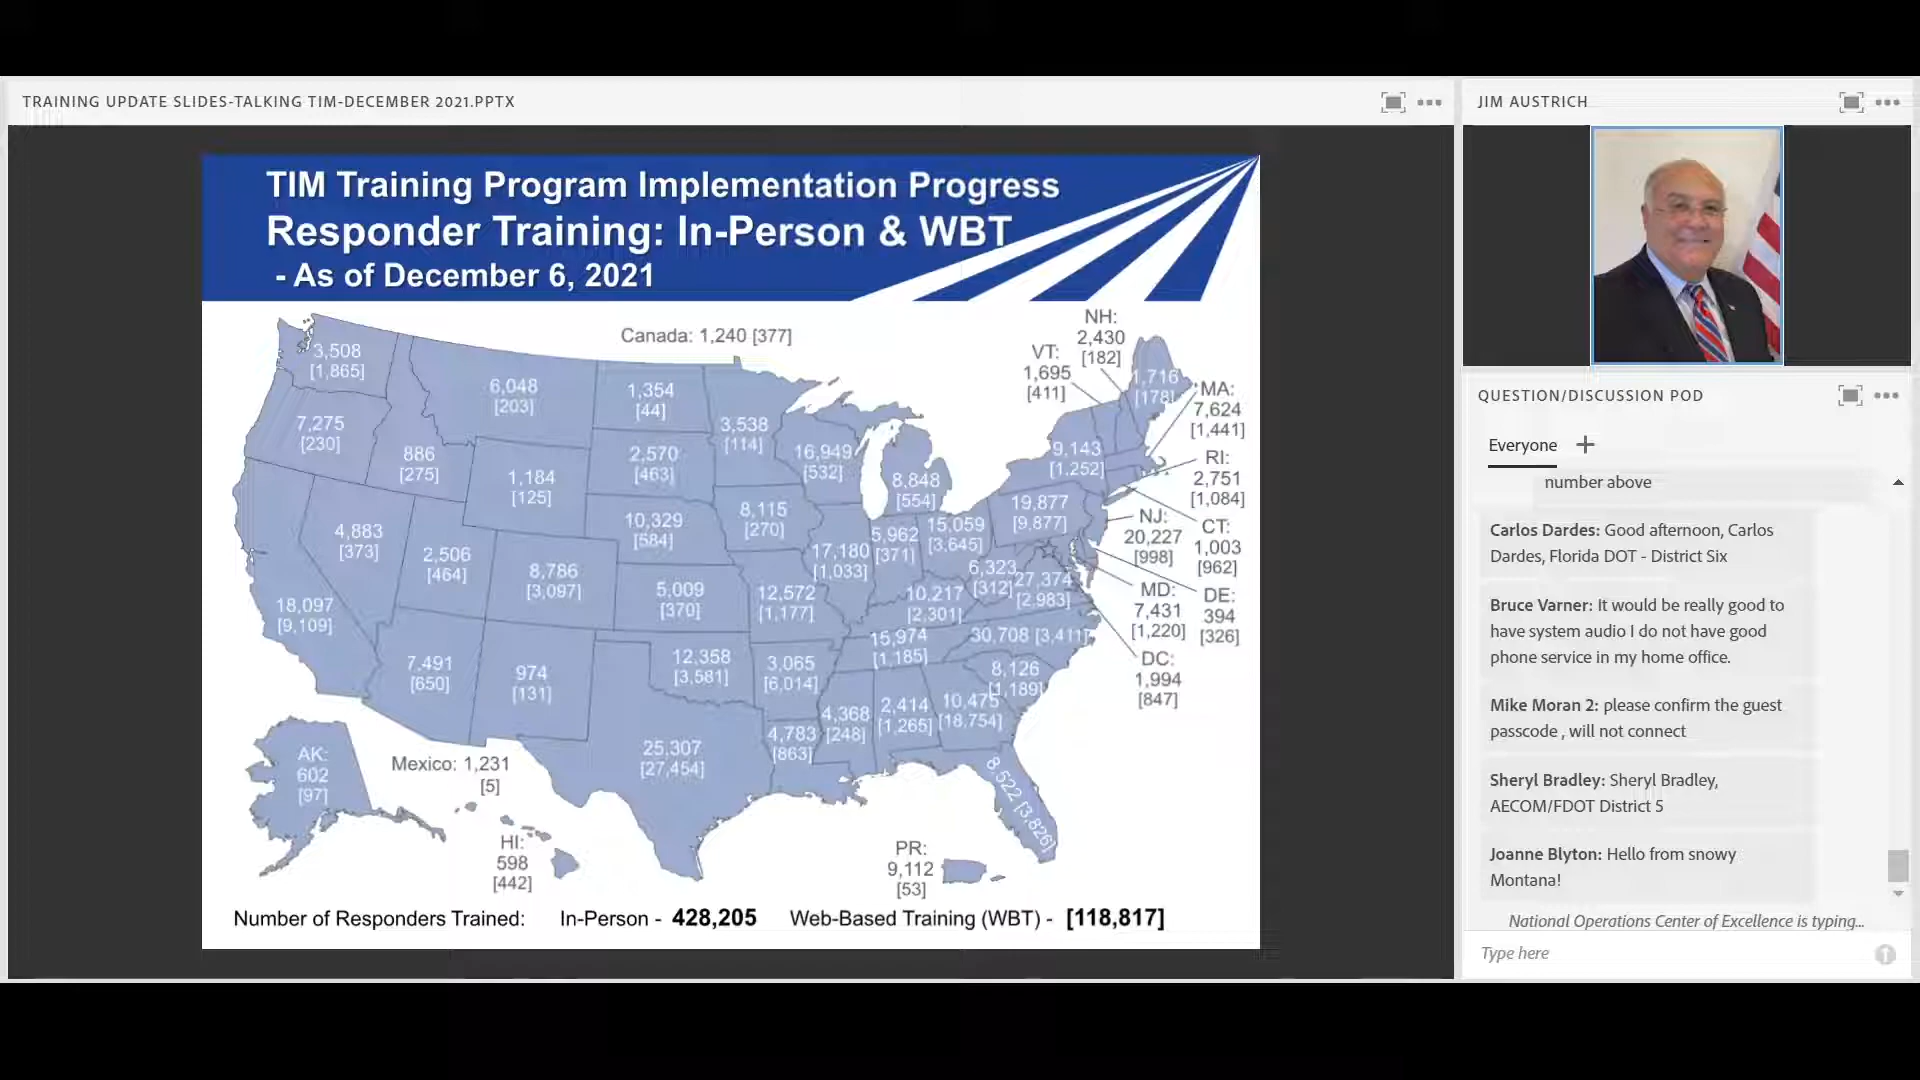 TRAINING UPDATE SLIDES-TALKING TIM-DECEMBER 2021.PPTX
TIM Training Program Implementation Progress
Responder Training: In-Person & WBT
- As of December 6, 2021
Canada: 1,240 [377]
3,508
[1,865]
7,275
[230]
886
[275]
6,048
[203]
1,354
[44]
3,538
[114]
2,570
[463]
1,184
[125]
16,949
[532]
8,848
[554]
9,143
[1,252]
VT:
1,695
[411]
NH:
2,430
[182]
1,716
[178]
MA:
7,624
[1,441]
RI:
2,751
[1,084]
CT:
1,003
[962]
NJ:
20,227
[998]
DE:
394
[326]
MD:
7,431
[1,220]
DC:
1,994
[847]
4,883
[373]
2,506
[464]
8,786
[3,097]
10,329
[584]
8,115
[270]
17,180
[1,033]
5,962
[371]
15,059
[3,645]
19,877
[9,877]
6,323
[312]
27,374
[2,983]
18,097
[9,109]
5,009
[370]
12,572
[1,177]
10,217
[2,301]
15,974
[1,185]
30,708 [3,411]
7,491
[650]
974
[131]
12,358
[3,581]
3,065
[6,014]
8,126
[1,189]
4,368
[248]
2,414
[1,265]
10,475
[18,754]
4,783
[863]
25,307
[27,454]
8,522 [3,826]
AK:
602
[97]
Mexico: 1,231
[5]
HI:
598
[442]
PR:
9,112
[53]
Number of Responders Trained: In-Person - 428,205 Web-Based Training (WBT) - [118,817]
JIM AUSTRICH
QUESTION/DISCUSSION POD
Everyone +
number above
Carlos Dardes: Good afternoon, Carlos
Dardes, Florida DOT - District Six
Bruce Varner: It would be really good to
have system audio I do not have good
phone service in my home office.
Mike Moran 2: please confirm the guest
passcode , will not connect
Sheryl Bradley: Sheryl Bradley,
AECOM/FDOT District 5
Joanne Blyton: Hello from snowy
Montana!
National Operations Center of Excellence is typing...
Type here